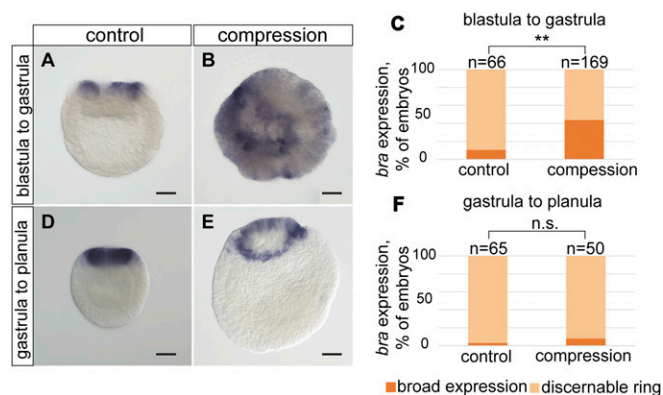 control
compression
blastula to gastrula
A
B
gastrula to planula
D
E
C
blastula to gastrula
**
n=66
n=169
bra expression,
% of embryos
100
50
0
control
compession
F
gastrula to planula
n.s.
n=65
n=50
bra expression,
% of embryos
100
50
0
control
compression
broad expression
discernable ring